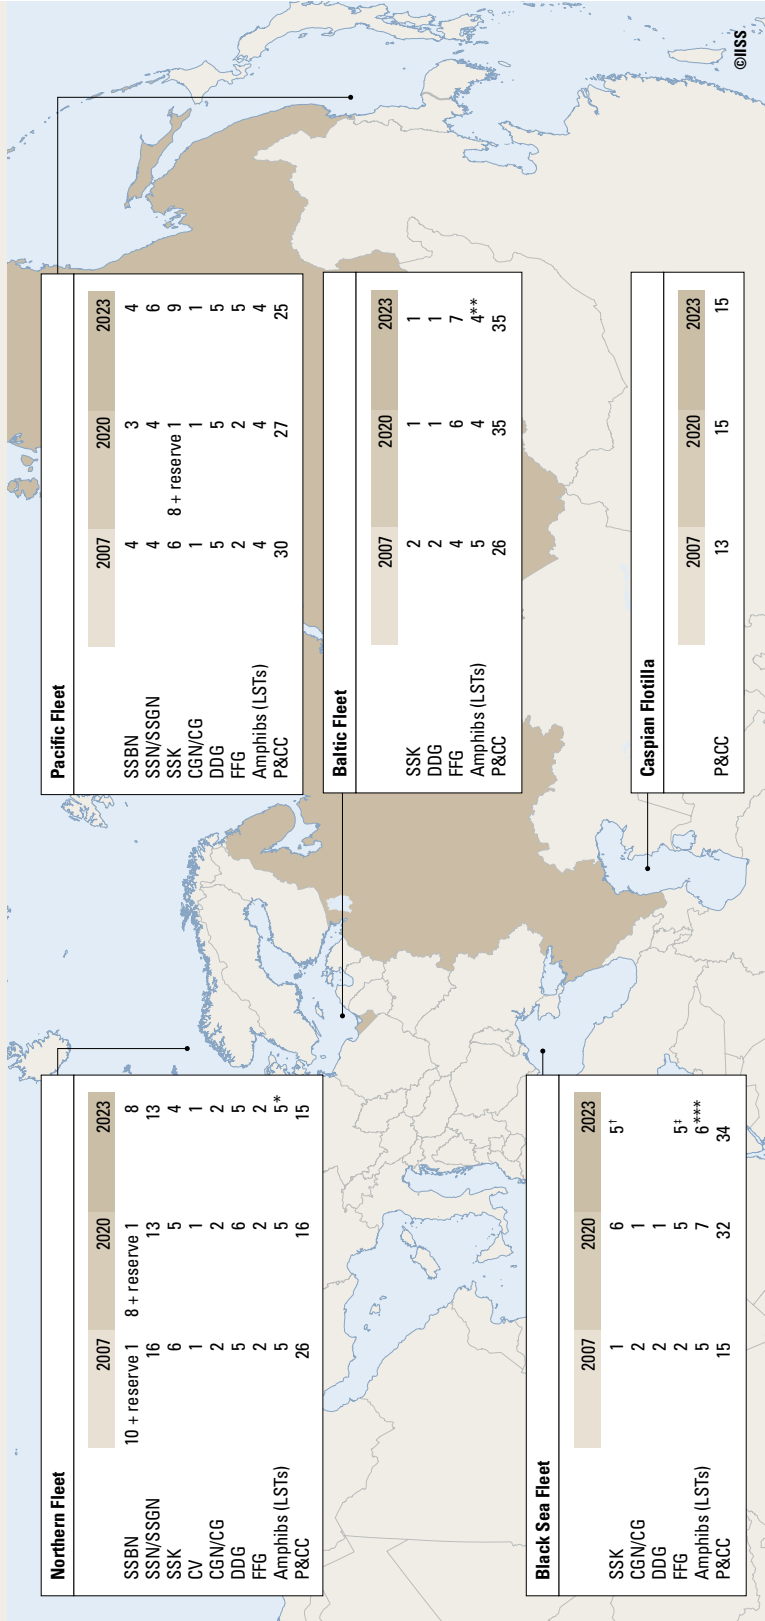 Northern Fleet
2007 2020 2023
SSBN 10 + reserve 1 8 + reserve 1 8
SSN/SSGN 16 13 13
SSK 6 5 4
CV 1 1 1
CGN/CG 2 2 2
DDG 5 6 5
FFG 2 2 2
Amphibs (LSTs) 5 5 5*
P&CC 26 16 15
Pacific Fleet
2007 2020 2023
SSBN 4 3 4
SSN/SSGN 4 4 6
SSK 6 8 + reserve 1 9
CGN/CG 1 1 1
DDG 5 5 5
FFG 2 2 5
Amphibs (LSTs) 4 4 4
P&CC 30 27 25
Baltic Fleet
2007 2020 2023
SSK 2 1 1
DDG 2 1 1
FFG 4 6 7
Amphibs (LSTs) 5 4 4**
P&CC 26 35 35
Black Sea Fleet
2007 2020 2023
SSK 1 6 5†
CGN/CG 2 1
DDG 2 1
FFG 2 5 5‡
Amphibs (LSTs) 5 7 6***
P&CC 15 32 34
Caspian Flotilla
2007 2020 2023
P&CC 13 15 15
©IISS